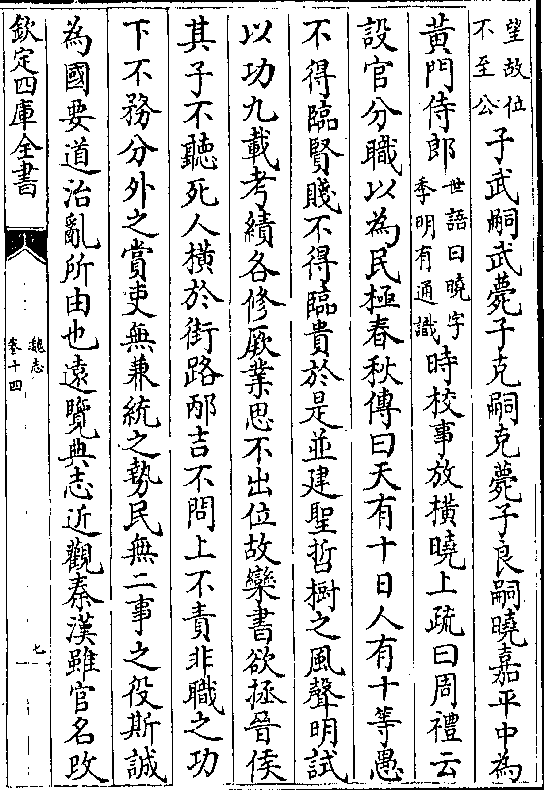 望故位
不至公
子武嗣武薨子克嗣克薨子良嗣曉嘉平中為
黃門侍郎
世語曰曉字
季明有通識
時校事放橫曉上疏曰周禮云
設官分職以為民極春秋傳曰天有十日人有十等愚
不得臨賢賤不得臨貴於是並建聖哲樹之風聲明試
以功九載考績各修厥業思不出位故欒書欲拯晉侯
其子不聽死人橫於街路邴吉不問上不責非職之功
下不務分外之賞吏無兼統之勢民無二事之役斯誠
為國要道治亂所由也遠覽典志近觀秦漢雖官名改
欽定四庫全書
魏志
卷十四
七